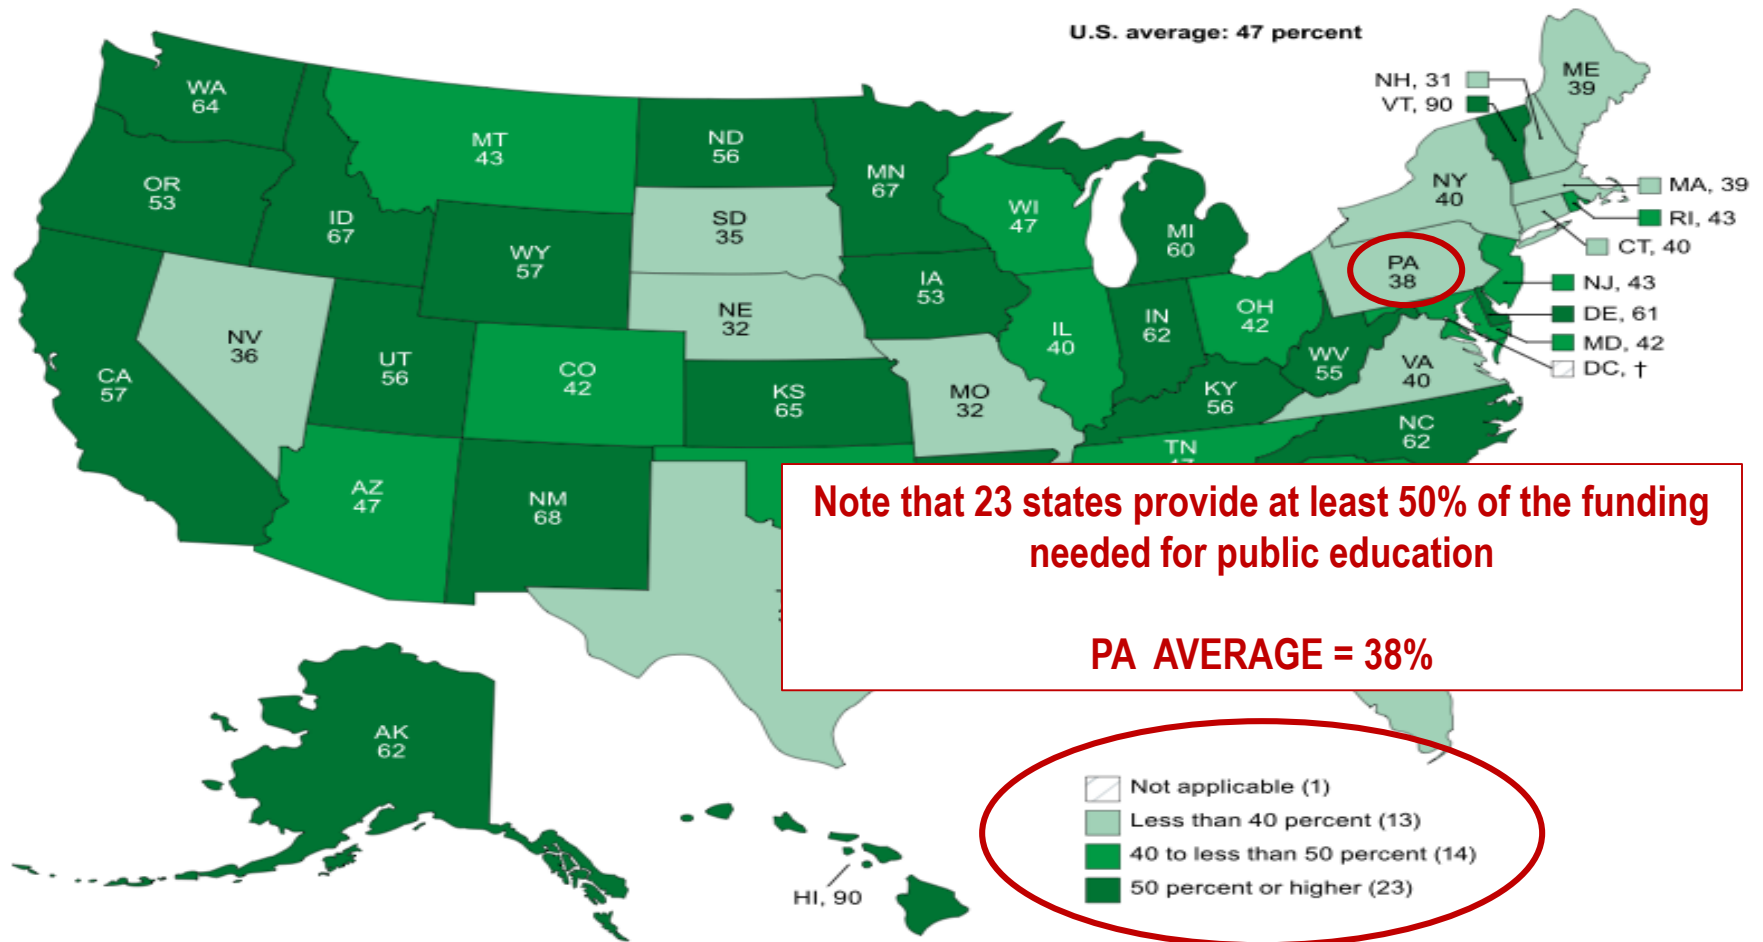 U.S. average: 47 percent
WA
64
OR
53
CA
57
NV
36
ID
67
MT
43
WY
57
UT
56
AZ
47
CO
42
NM
68
ND
56
SD
35
NE
32
KS
65
MN
67
IA
53
MO
32
WI
47
IL
40
MI
60
IN
62
OH
42
KY
56
WV
55
VA
40
NC
62
TN
PA
38
NY
40
ME
39
NH, 31
VT, 90
MA, 39
RI, 43
CT, 40
NJ, 43
DE, 61
MD, 42
DC, †
Note that 23 states provide at least 50% of the funding
needed for public education
PA AVERAGE = 38%
AK
62
HI, 90
Not applicable (1)
Less than 40 percent (13)
40 to less than 50 percent (14)
50 percent or higher (23)